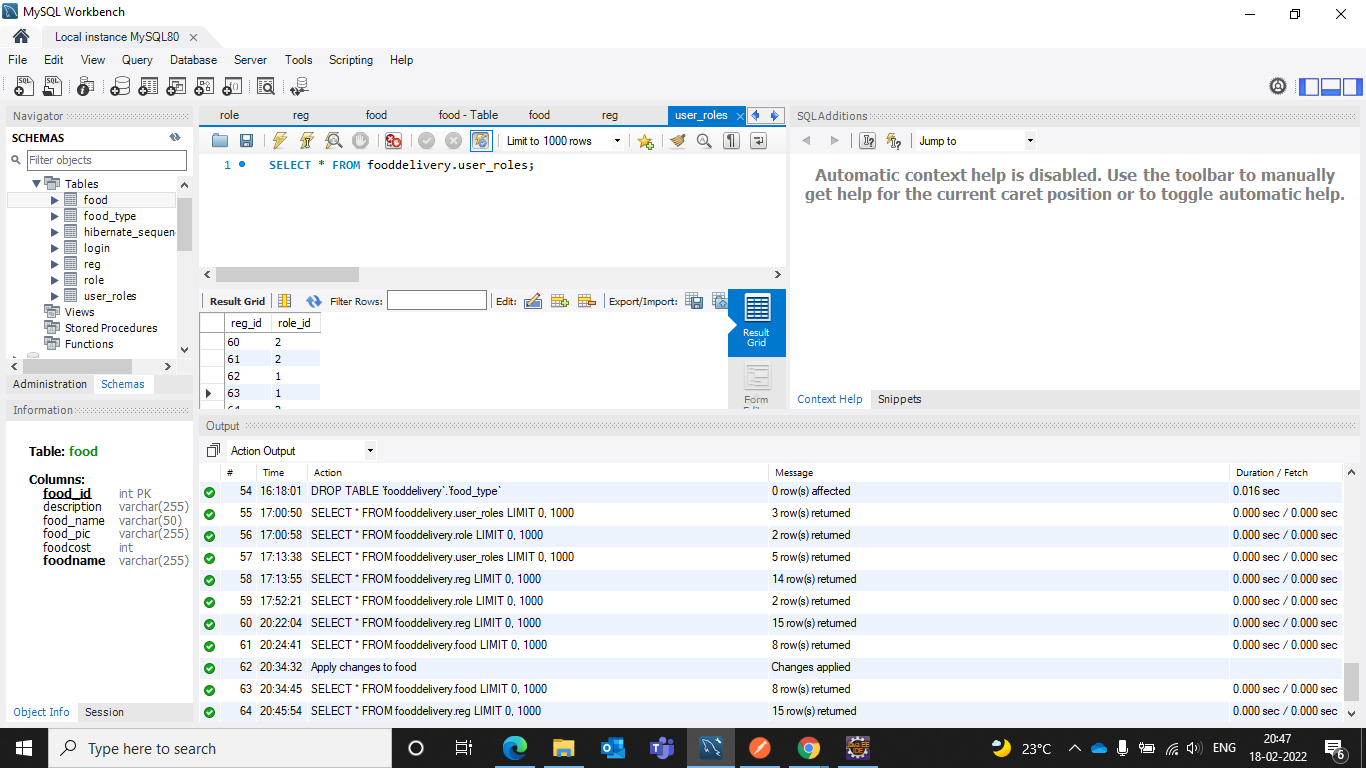 MySQL Workbench
Local instance MySQL80
File Edit View Query Database Server Tools Scripting Help
Navigator
SCHEMAS
Filter objects
Tables
food
food_type
hibernate_sequen
login
reg
role
user_roles
Views
Stored Procedures
Functions
Administration Schemas
Information
Table: food
Columns:
food_id int PK
description varchar(255)
food_name varchar(50)
food_pic varchar(255)
foodcost int
foodname varchar(255)
Object Info Session
role reg food food - Table food reg user_roles
Limit to 1000 rows
1 SELECT * FROM fooddelivery.user_roles;
Result Grid Filter Rows: Edit: Export/Import:
reg_id role_id
60 2
61 2
62 1
63 1
Result
Grid
Form
SQLAdditions
Jump to
Automatic context help is disabled. Use the toolbar to manually
get help for the current caret position or to toggle automatic help.
Context Help Snippets
Output
Action Output
# Time Action Message Duration / Fetch
54 16:18:01 DROP TABLE `fooddelivery`.`food_type` 0 row(s) affected 0.016 sec
55 17:00:50 SELECT * FROM fooddelivery.user_roles LIMIT 0, 1000 3 row(s) returned 0.000 sec / 0.000 sec
56 17:00:58 SELECT * FROM fooddelivery.role LIMIT 0, 1000 2 row(s) returned 0.000 sec / 0.000 sec
57 17:13:38 SELECT * FROM fooddelivery.user_roles LIMIT 0, 1000 5 row(s) returned 0.000 sec / 0.000 sec
58 17:13:55 SELECT * FROM fooddelivery.reg LIMIT 0, 1000 14 row(s) returned 0.000 sec / 0.000 sec
59 17:52:21 SELECT * FROM fooddelivery.role LIMIT 0, 1000 2 row(s) returned 0.000 sec / 0.000 sec
60 20:22:04 SELECT * FROM fooddelivery.reg LIMIT 0, 1000 15 row(s) returned 0.000 sec / 0.000 sec
61 20:24:41 SELECT * FROM fooddelivery.food LIMIT 0, 1000 8 row(s) returned 0.000 sec / 0.000 sec
62 20:34:32 Apply changes to food Changes applied
63 20:34:45 SELECT * FROM fooddelivery.food LIMIT 0, 1000 8 row(s) returned 0.000 sec / 0.000 sec
64 20:45:54 SELECT * FROM fooddelivery.reg LIMIT 0, 1000 15 row(s) returned 0.000 sec / 0.000 sec
Type here to search
23°C
ENG
20:47
18-02-2022
6